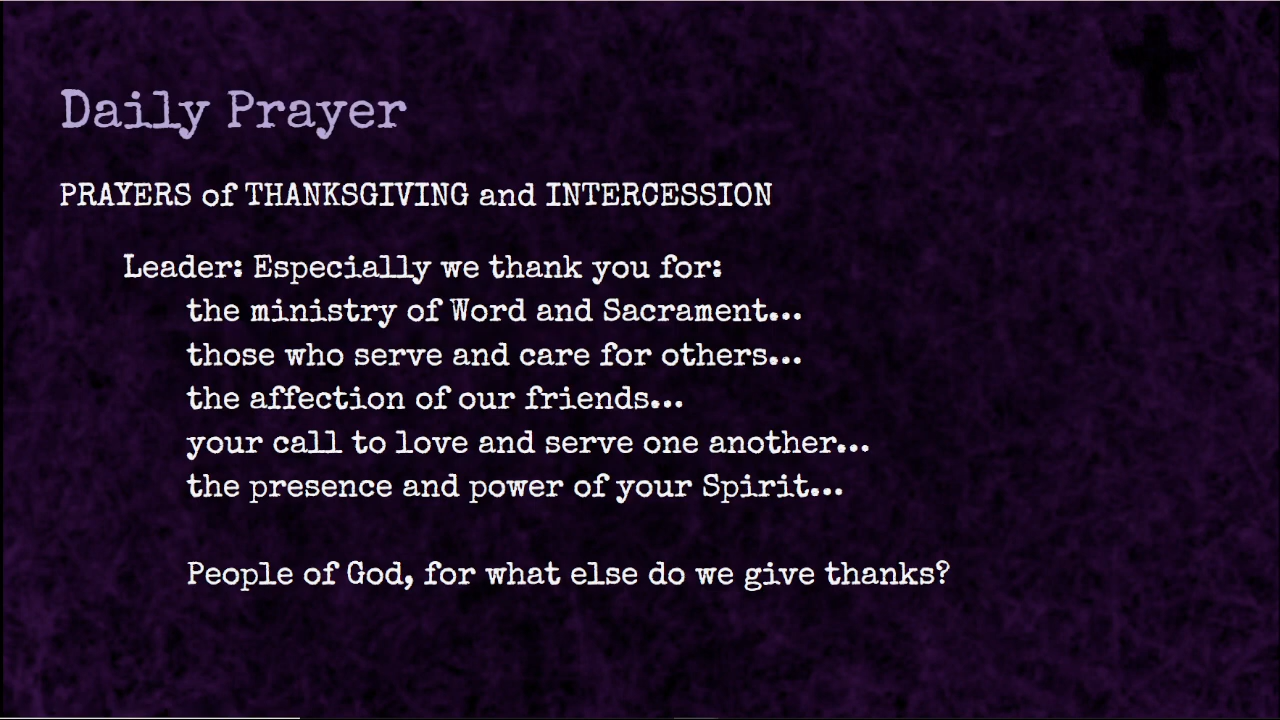 Daily Prayer
PRAYERS of THANKSGIVING and INTERCESSION
Leader: Especially we thank you for:
the ministry of Word and Sacrament...
those who serve and care for others...
the affection of our friends...
your call to love and serve one another...
the presence and power of your Spirit...
People of God, for what else do we give thanks?